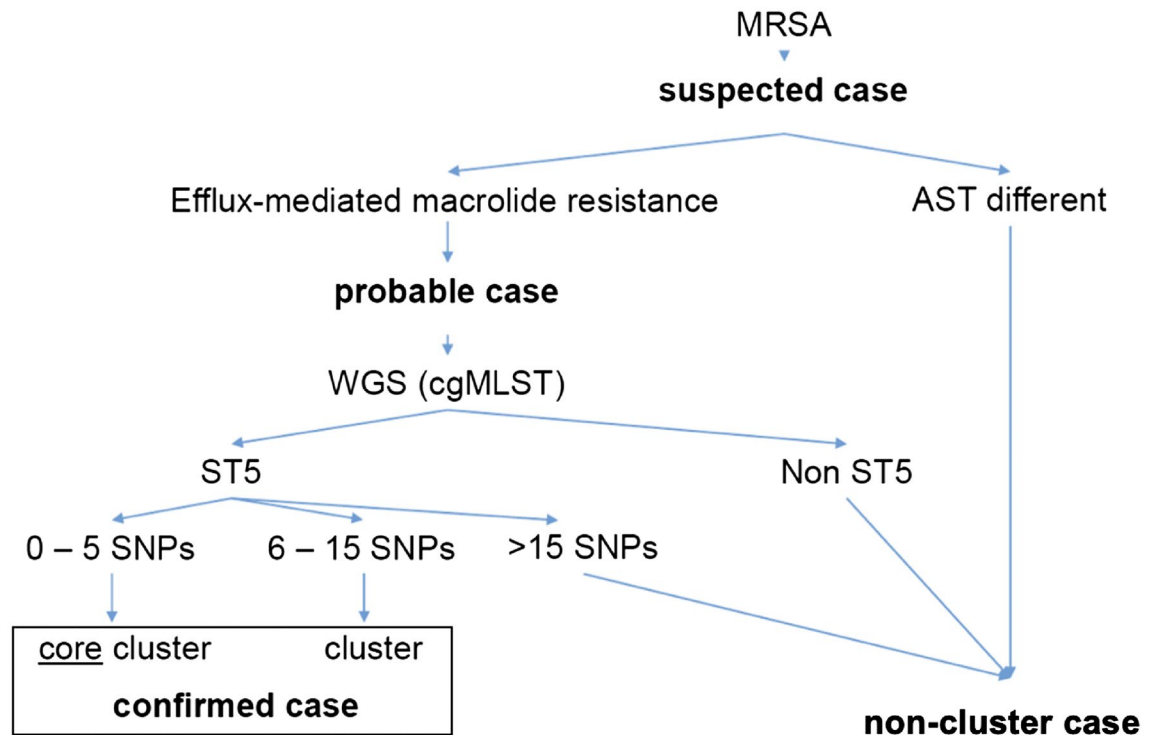 MRSA
suspected case
Efflux-mediated macrolide resistance
AST different
probable case
WGS (cgMLST)
ST5
Non ST5
0 – 5 SNPs
6 – 15 SNPs
>15 SNPs
core cluster
cluster
confirmed case
non-cluster case